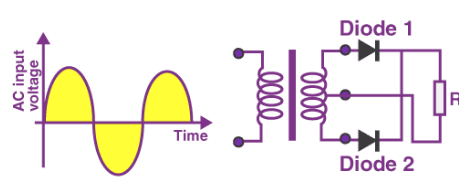 AC input
voltage
Time
Diode 1
R
Diode 2